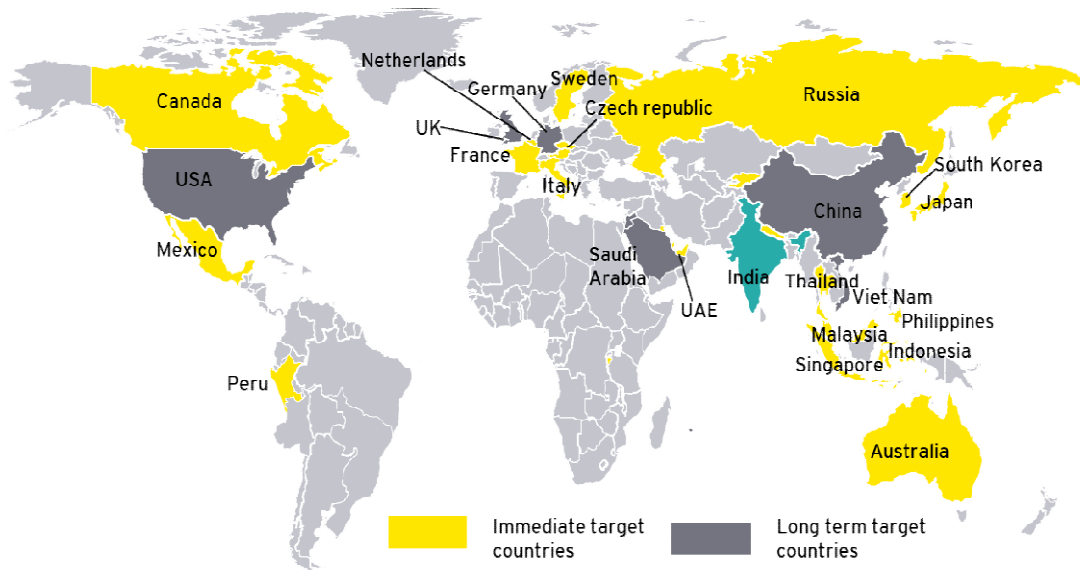 Netherlands
Germany
Sweden
Canada
Russia
Czech republic
UK
France
South Korea
USA
Italy
Japan
China
Mexico
Saudi
Arabia
India
Thailand
UAE
Viet Nam
Philippines
Malaysia
Indonesia
Singapore
Peru
Australia
Immediate target
countries
Long term target
countries